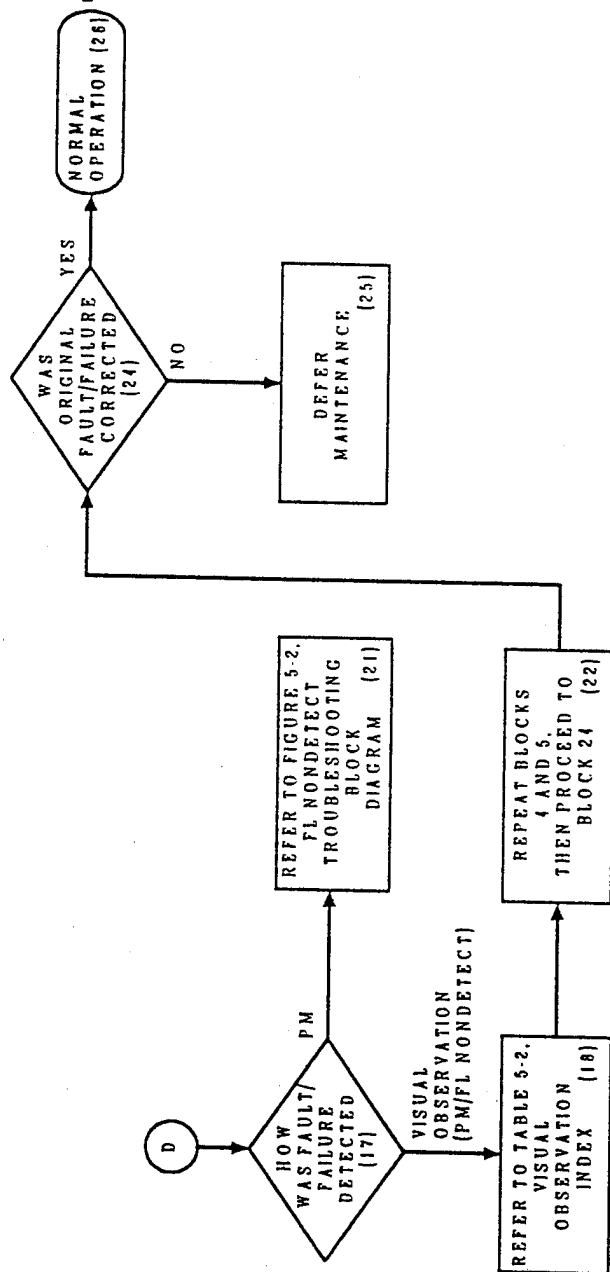 D
HOW
WAS FAULT/
FAILURE
DETECTED
(17)
PM
REFER TO FIGURE 5-2,
FL NONDETECT
TROUBLESHOOTING
BLOCK
DIAGRAM (21)
VISUAL
OBSERVATION
(PM/FL NONDETECT)
REFER TO TABLE 5-2,
VISUAL
OBSERVATION
INDEX (18)
REPEAT BLOCKS
4 AND 5,
THEN PROCEED TO
BLOCK 24
(22)
WAS
ORIGINAL
FAULT/FAILURE
CORRECTED
(24)
YES
NORMAL
OPERATION (26)
NO
DEFER
MAINTENANCE
(25)